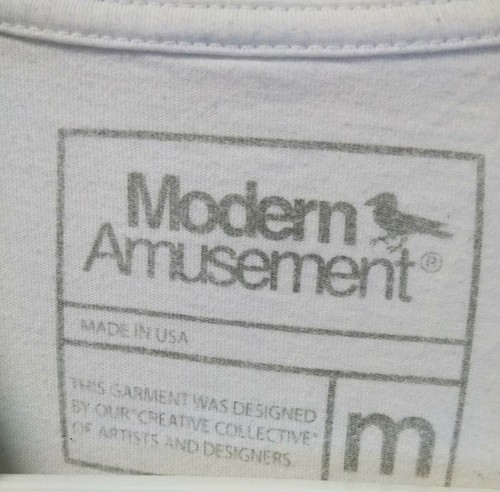 Modern
Amusement®
MADE IN USA
THIS GARMENT WAS DESIGNED
BY OUR "CREATIVE COLLECTIVE"
OF ARTISTS AND DESIGNERS
m